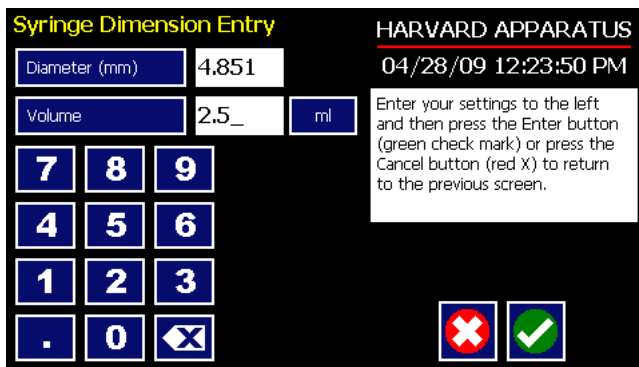 Syringe Dimension Entry
HARVARD APPARATUS
04/28/09 12:23:50 PM
Diameter (mm) 4.851
Volume 2.5_ ml
Enter your settings to the left
and then press the Enter button
(green check mark) or press the
Cancel button (red X) to return
to the previous screen.
7 8 9
4 5 6
1 2 3
. 0